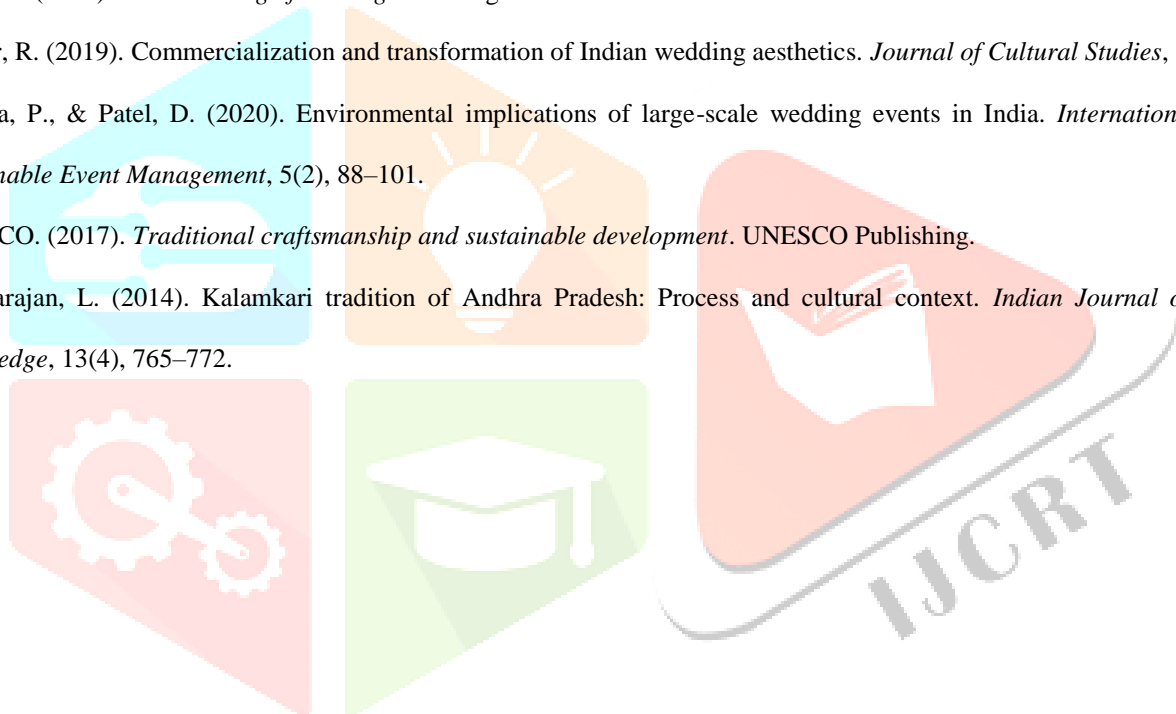 , R. (2019). Commercialization and transformation of Indian wedding aesthetics. Journal of Cultural Studies,
a, P., & Patel, D. (2020). Environmental implications of large-scale wedding events in India. Internation
nable Event Management, 5(2), 88–101.
CO. (2017). Traditional craftsmanship and sustainable development. UNESCO Publishing.
arajan, L. (2014). Kalamkari tradition of Andhra Pradesh: Process and cultural context. Indian Journal o
edge, 13(4), 765–772.
IJCRT